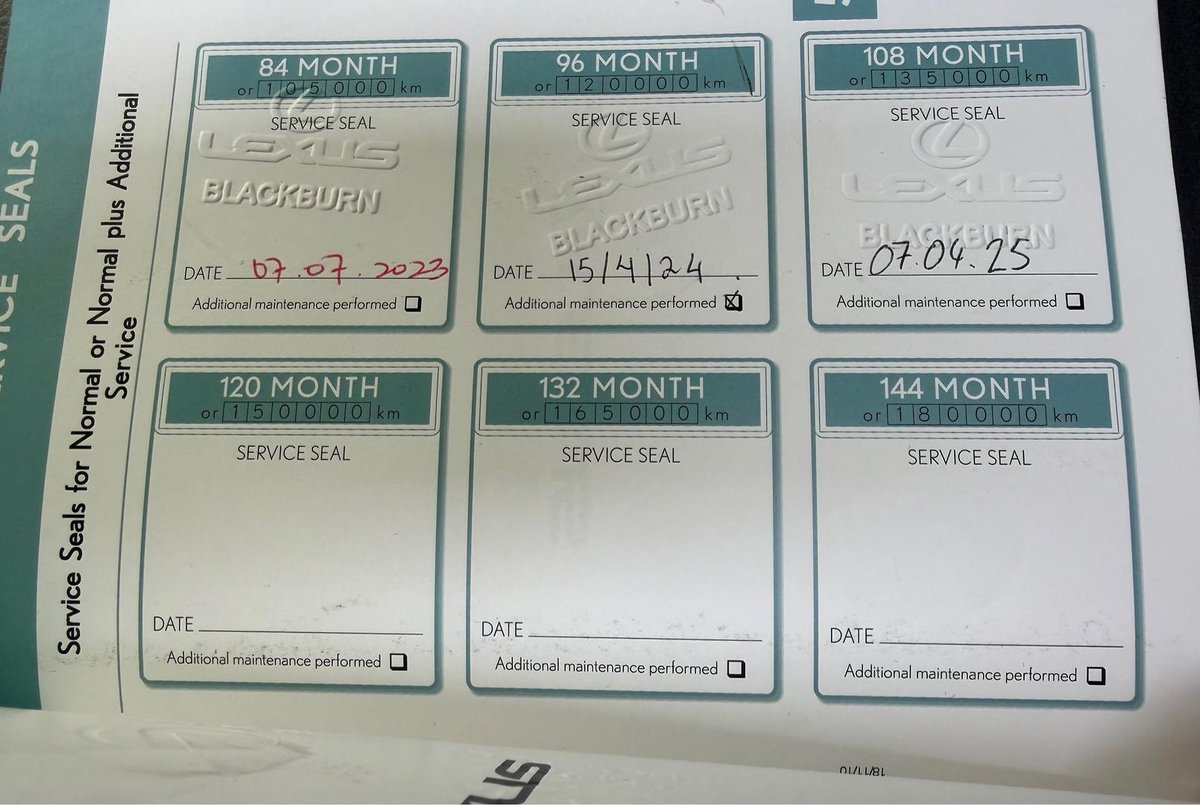 SERVICE SEALS
Service Seals for Normal or Normal plus Additional
Service
84 MONTH
or 105000 km
SERVICE SEAL
LEXUS
BLACKBURN
DATE 07.07.2023
Additional maintenance performed
96 MONTH
or 120000 km
SERVICE SEAL
LEXUS
BLACKBURN
DATE 15/4/24
Additional maintenance performed
108 MONTH
or 135000 km
SERVICE SEAL
LEXUS
BLACKBURN
DATE 07.04.25
Additional maintenance performed
120 MONTH
or 150000 km
SERVICE SEAL
DATE
Additional maintenance performed
132 MONTH
or 165000 km
SERVICE SEAL
DATE
Additional maintenance performed
144 MONTH
or 180000 km
SERVICE SEAL
DATE
Additional maintenance performed